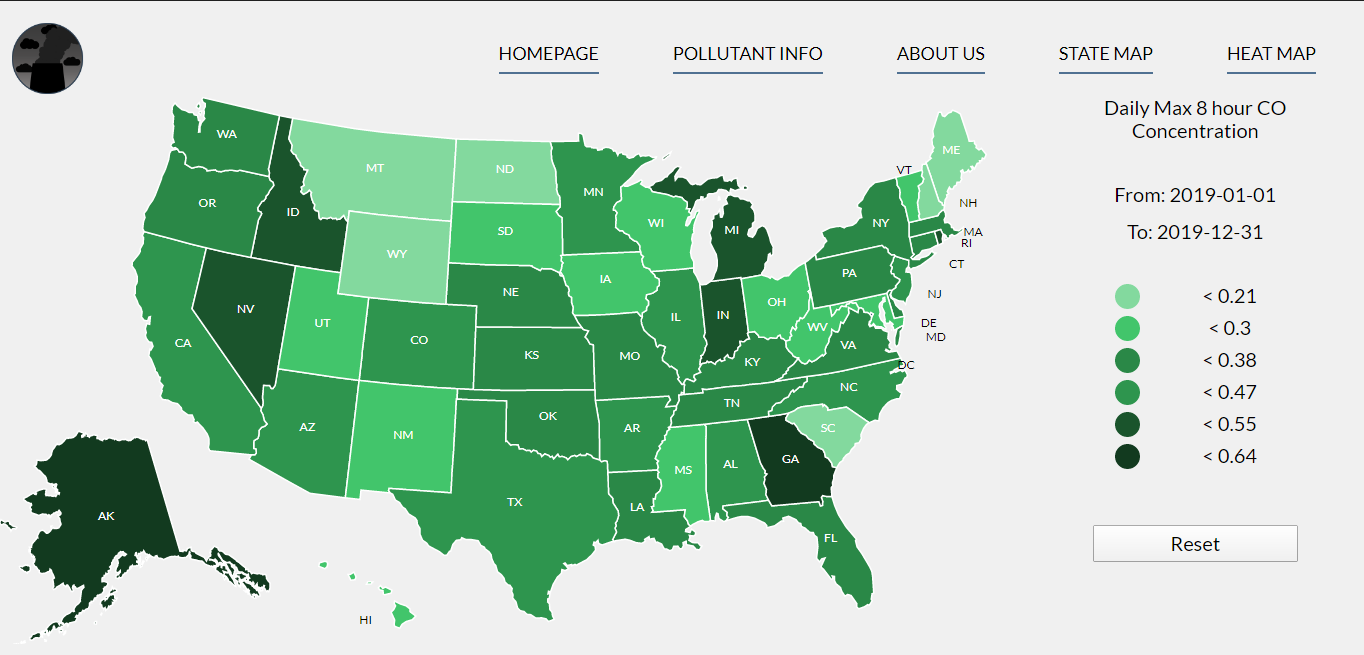 HOMEPAGE
POLLUTANT INFO
ABOUT US
STATE MAP
HEAT MAP
Daily Max 8 hour CO
Concentration
From: 2019-01-01
To: 2019-12-31
< 0.21
< 0.3
< 0.38
< 0.47
< 0.55
< 0.64
Reset
WA
MT
ND
MN
ME
VT
OR
ID
SD
WI
MI
NY
NH
MA
RI
CT
WY
NE
IA
PA
NJ
NV
UT
CO
IL
IN
OH
WV
DE
MD
CA
KS
MO
KY
VA
DC
AZ
NM
OK
AR
TN
NC
SC
TX
LA
MS
AL
GA
FL
AK
HI